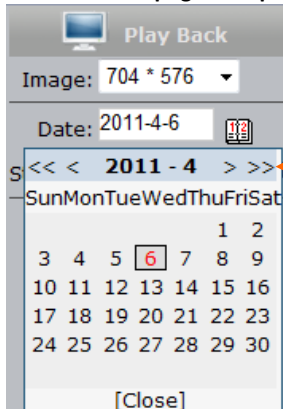 Play Back
Image: 704 * 576
Date: 2011-4-6
S
<< < 2011 - 4 > >>
SunMonTueWedThuFriSat
1 2
3 4 5 6 7 8 9
10 11 12 13 14 15 16
17 18 19 20 21 22 23
24 25 26 27 28 29 30
[Close]